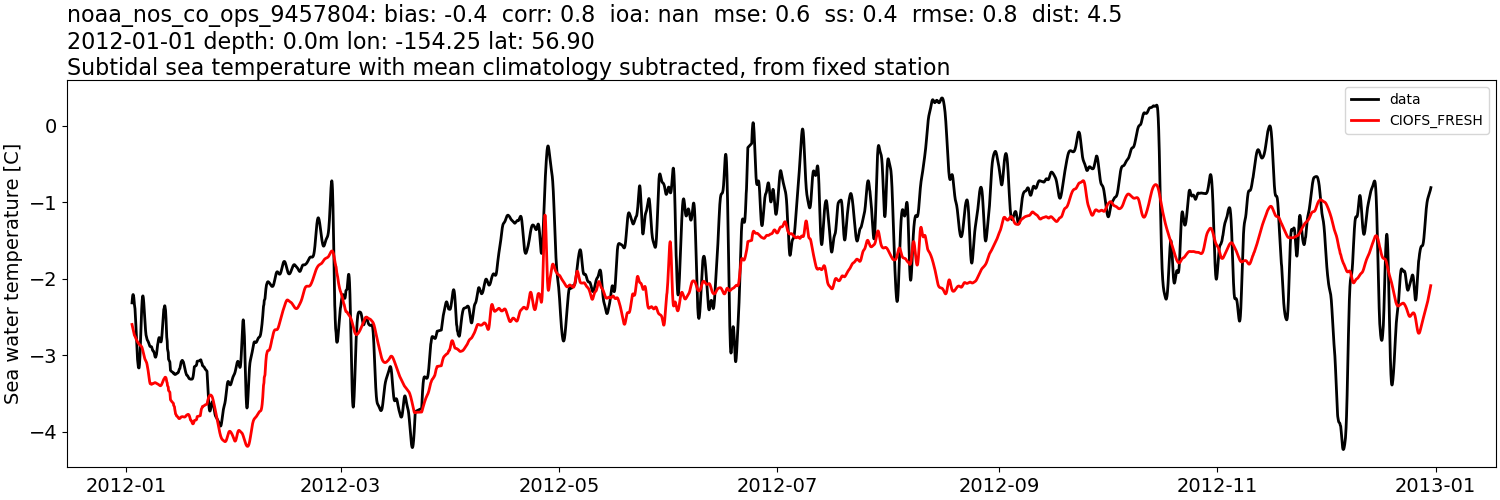 noaa_nos_co_ops_9457804: bias: -0.4  corr: 0.8  ioa: nan  mse: 0.6  ss: 0.4  rmse: 0.8  dist: 4.5
2012-01-01 depth: 0.0m lon: -154.25 lat: 56.90
Subtidal sea temperature with mean climatology subtracted, from fixed station
data
CIOFS_FRESH
Sea water temperature [C]
0
−1
−2
−3
−4
2012-01
2012-03
2012-05
2012-07
2012-09
2012-11
2013-01